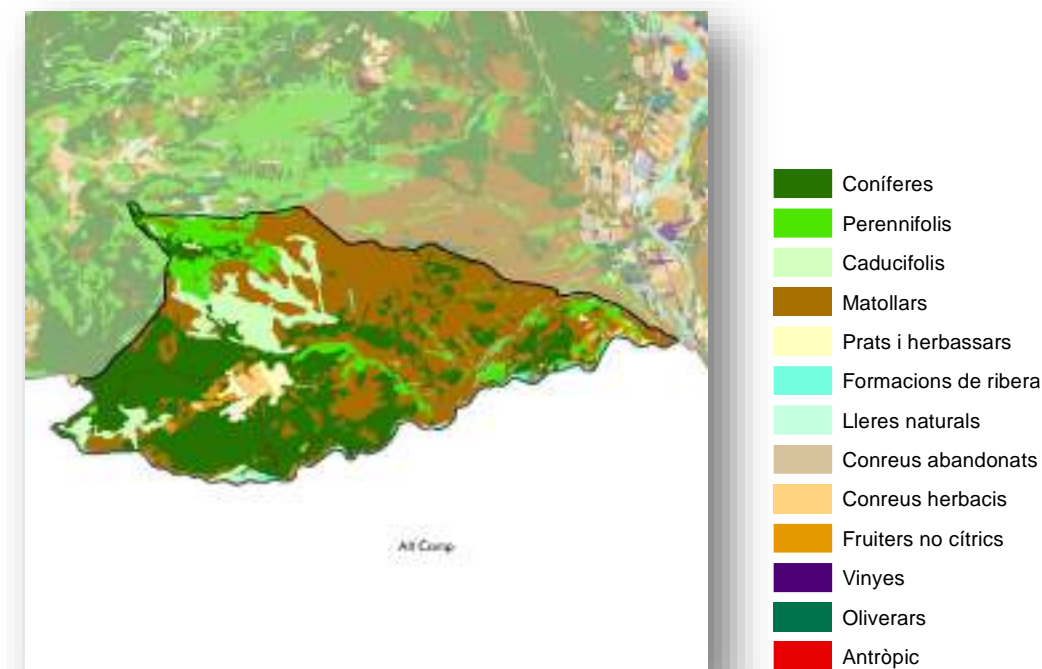 Coníferes
Perennifolis
Caducifolis
Matollars
Prats i herbassars
Formacions de ribera
Lleres naturals
Conreus abandonats
Conreus herbacis
Fruiters no cítrics
Vinyes
Oliverars
Antròpic
Alt Camp